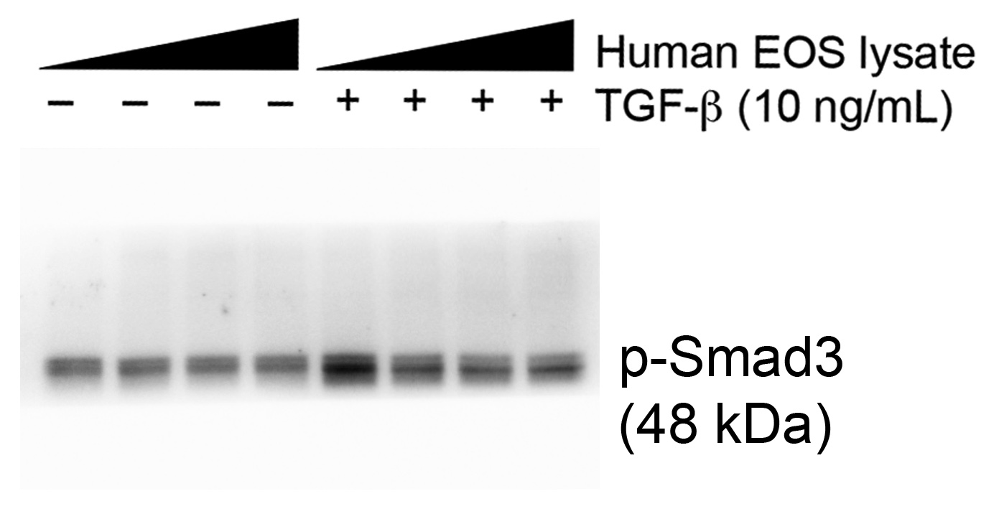 Human EOS lysate
− − − − + + + + TGF-β (10 ng/mL)
p-Smad3
(48 kDa)